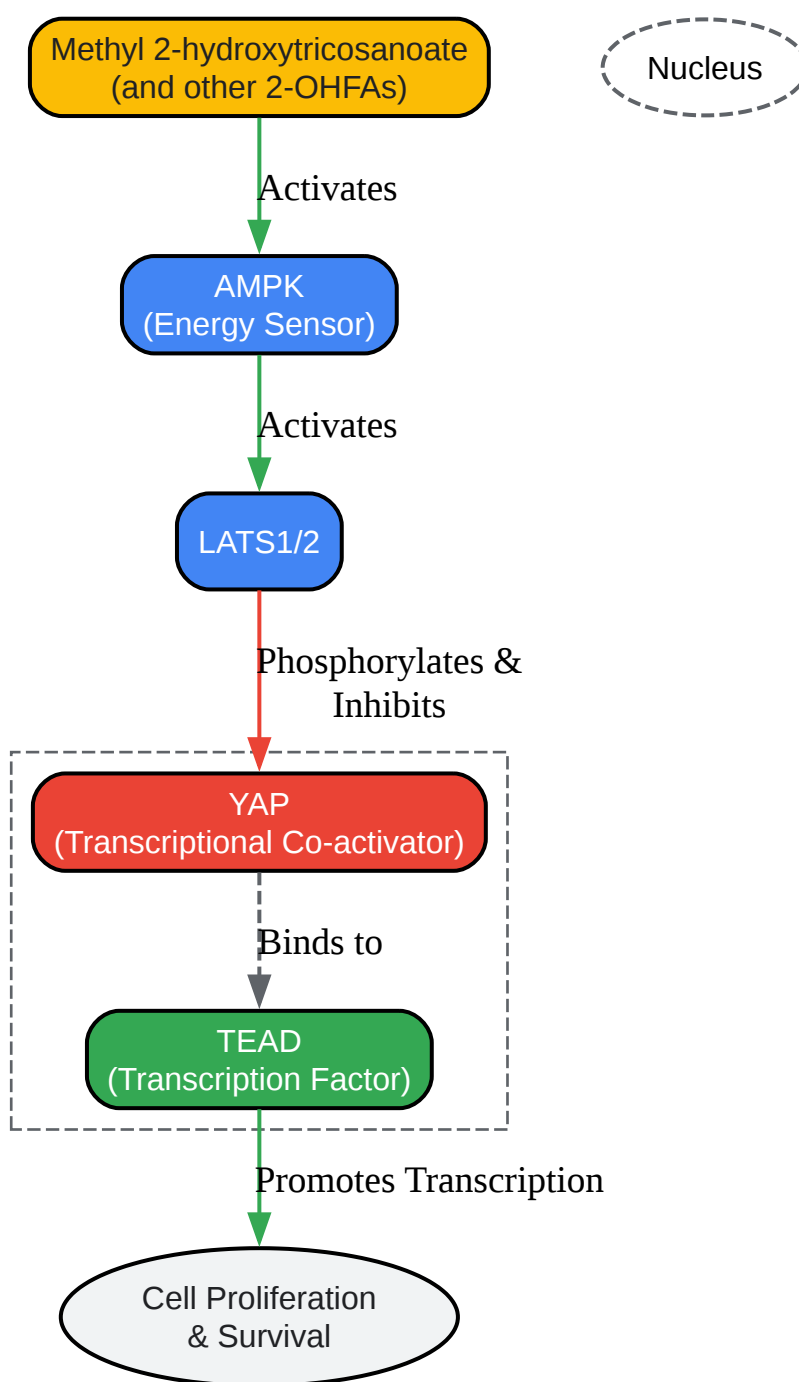 Methyl 2-hydroxytricosanoate
(and other 2-OHFAs)
Nucleus
Activates
AMPK
(Energy Sensor)
Activates
LATS1/2
Phosphorylates &
Inhibits
YAP
(Transcriptional Co-activator)
Binds to
TEAD
(Transcription Factor)
Promotes Transcription
Cell Proliferation
& Survival